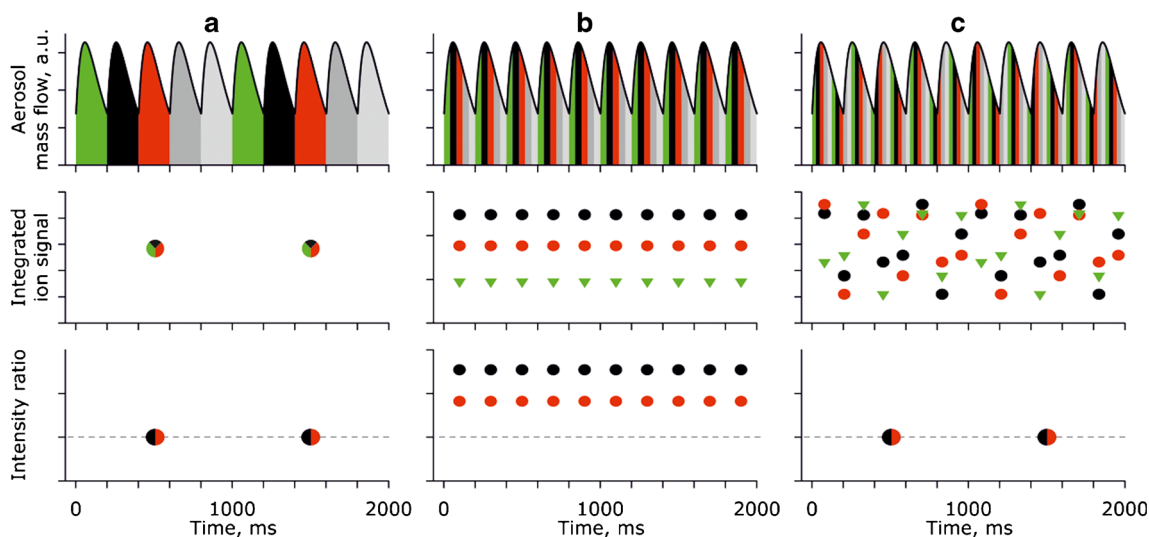 a b c
Aerosol
mass flow, a.u.
Integrated
ion signal
Intensity ratio
0 1000 2000 0 1000 2000 0 1000 2000
Time, ms Time, ms Time, ms